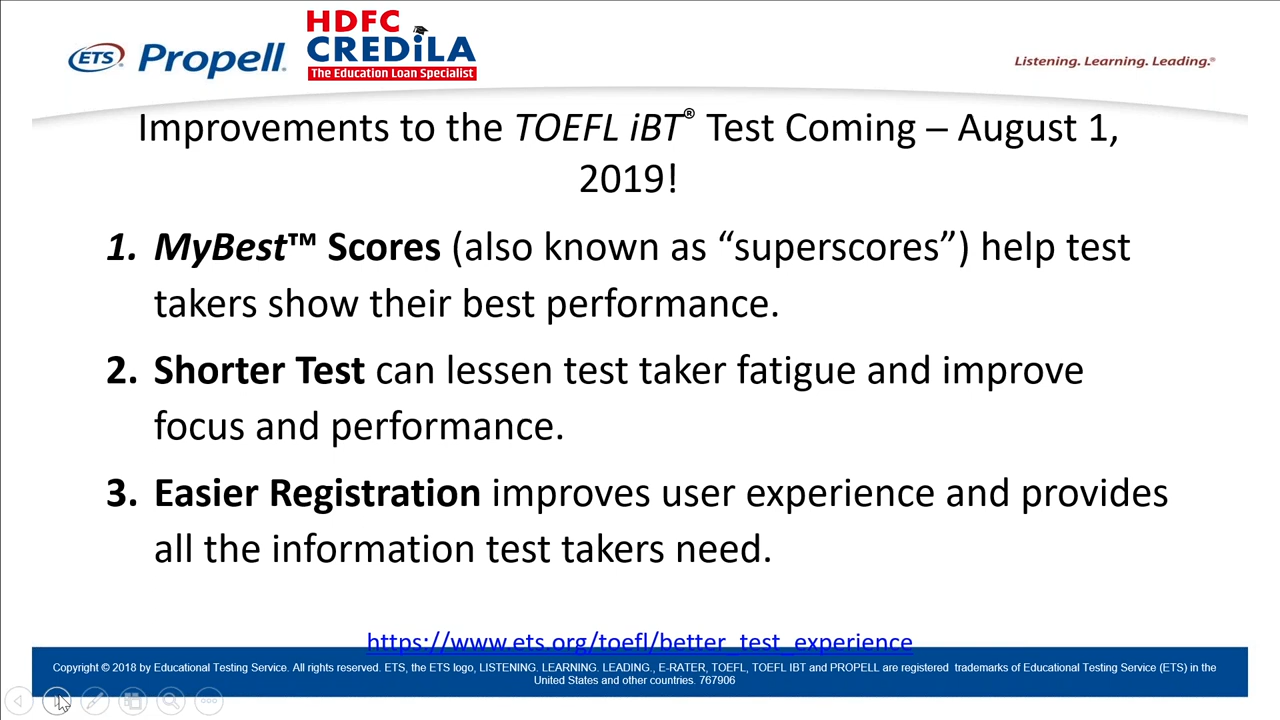 ETS® Propell®
HDFC
CREDiLA
The Education Loan Specialist
Listening. Learning. Leading.®
Improvements to the TOEFL iBT® Test Coming – August 1,
2019!
1. MyBest™ Scores (also known as “superscores”) help test
takers show their best performance.
2. Shorter Test can lessen test taker fatigue and improve
focus and performance.
3. Easier Registration improves user experience and provides
all the information test takers need.
https://www.ets.org/toefl/better_test_experience
Copyright © 2018 by Educational Testing Service. All rights reserved. ETS, the ETS logo, LISTENING. LEARNING. LEADING., E-RATER, TOEFL, TOEFL IBT and PROPELL are registered trademarks of Educational Testing Service (ETS) in the
United States and other countries. 767906